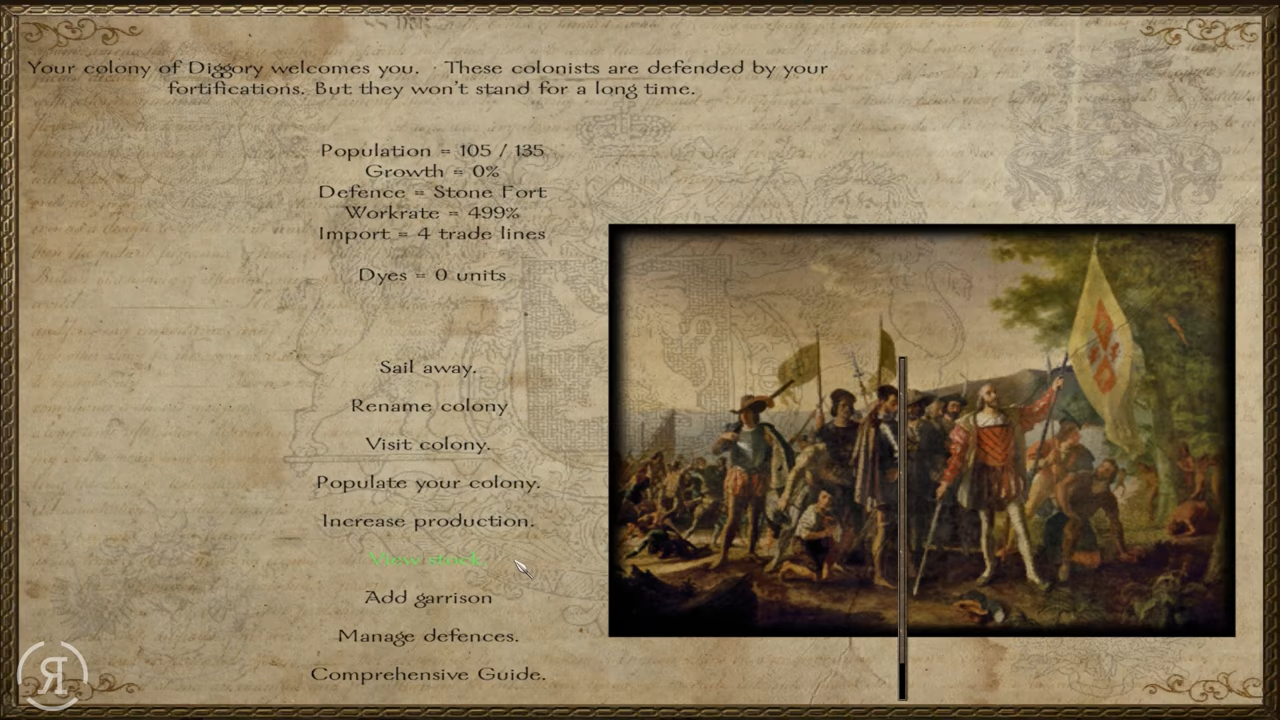 Your colony of Diggory welcomes you. These colonists are defended by your
fortifications. But they won't stand for a long time.
Population = 105 / 135
Growth = 0%
Defence = Stone Fort
Workrate = 499%
Import = 4 trade lines
Dyes = 0 units
Sail away.
Rename colony
Visit colony.
Populate your colony.
Increase production.
View stock.
Add garrison
Manage defences.
Comprehensive Guide.